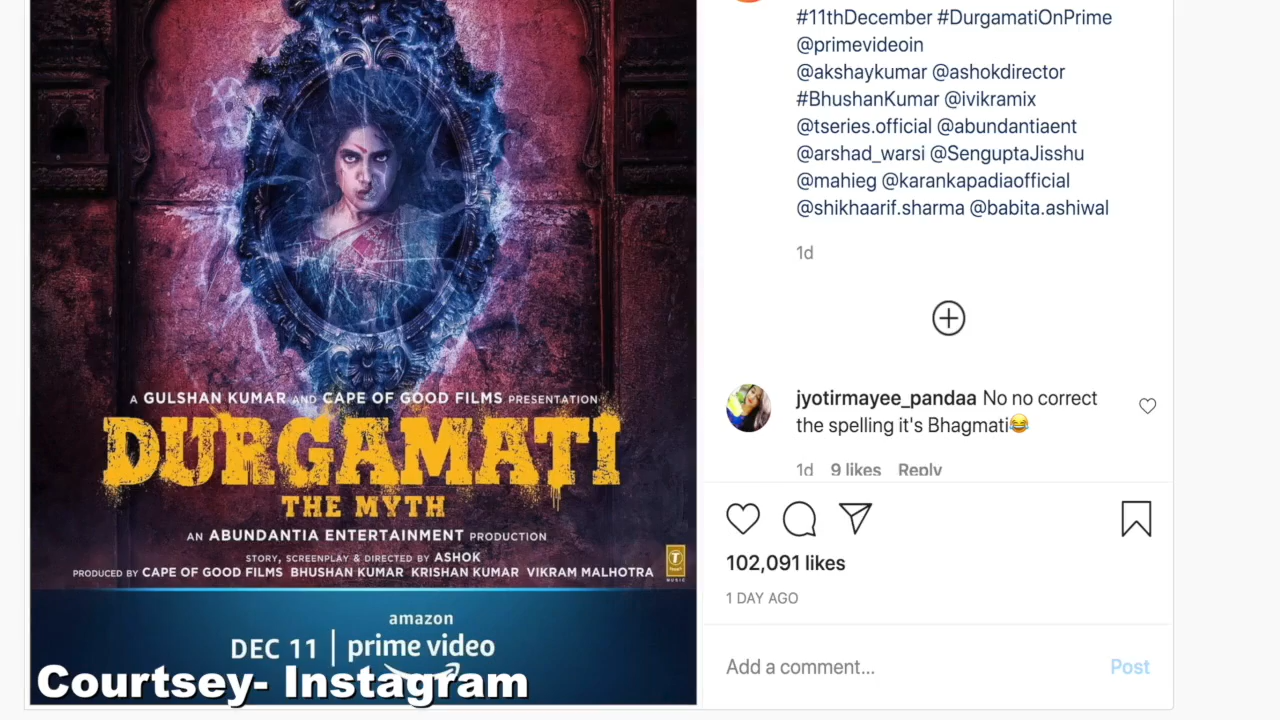 A GULSHAN KUMAR AND CAPE OF GOOD FILMS PRESENTATION
DURGAMATI
THE MYTH
AN ABUNDANTIA ENTERTAINMENT PRODUCTION
STORY, SCREENPLAY & DIRECTED BY ASHOK
PRODUCED BY CAPE OF GOOD FILMS BHUSHAN KUMAR KRISHAN KUMAR VIKRAM MALHOTRA
T-Series
MUSIC
DEC 11 | amazon prime video
Courtsey- Instagram
#11thDecember #DurgamatiOnPrime
@primevideoin
@akshaykumar @ashokdirector
#BhushanKumar @ivikramix
@tseries.official @abundantiaent
@arshad_warsi @SenguptaJisshu
@mahieg @karankapadiaofficial
@shikhaarif.sharma @babita.ashiwal
1d
jyotirmayee_pandaa No no correct
the spelling it's Bhagmati😂
1d 9 likes Reply
102,091 likes
1 DAY AGO
Add a comment... Post